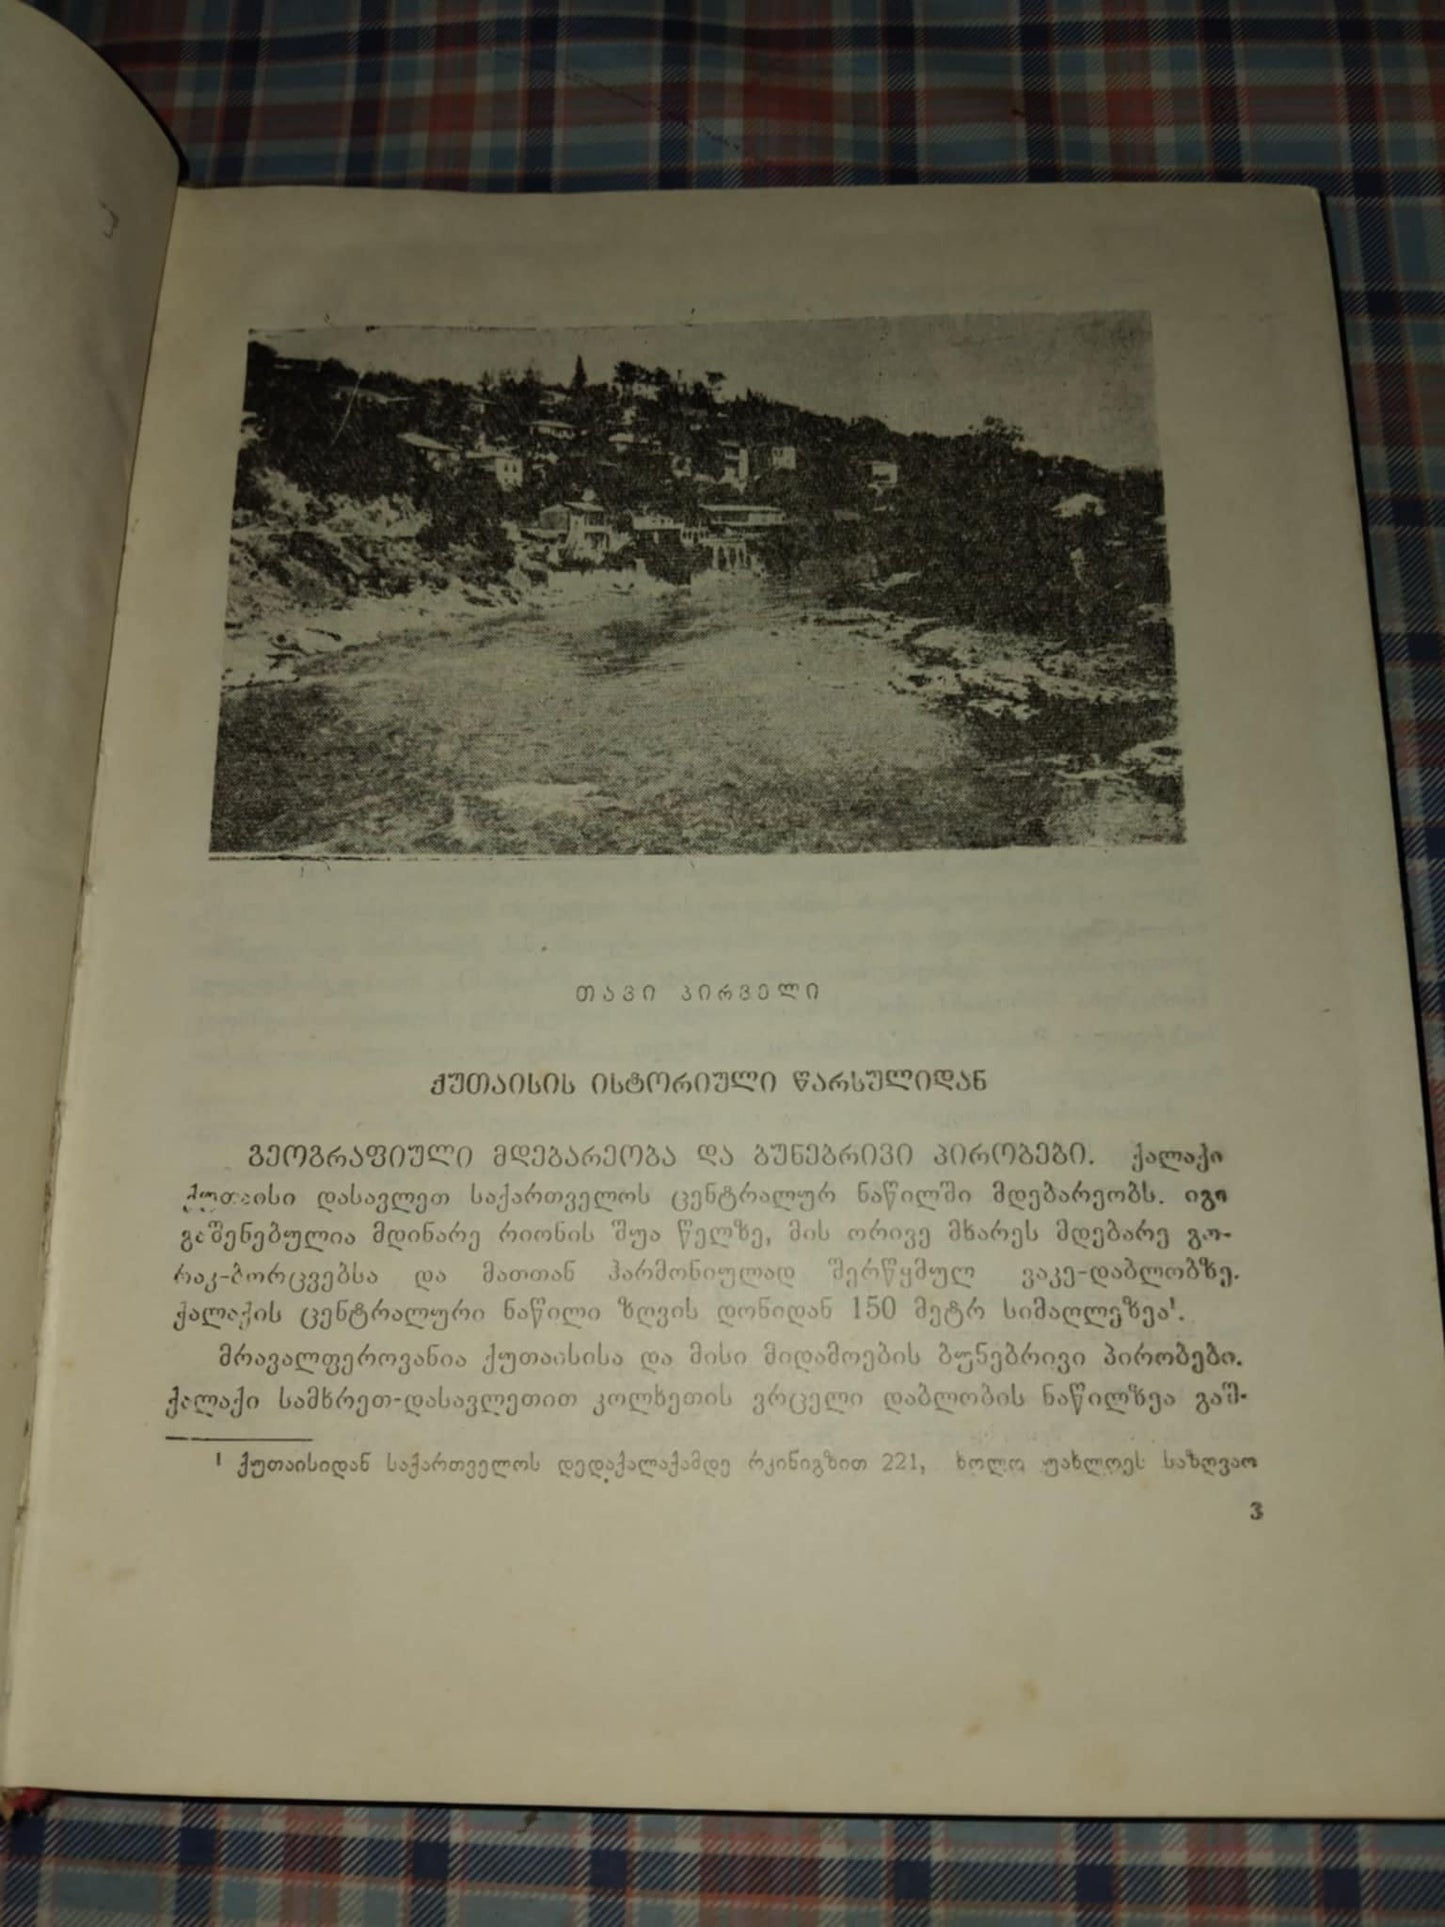 თავი პირველი
ქუთაისის ისტორიული წარსულიდან
გეოგრაფიული მდებარეობა და ბუნებრივი პირობები. ქალაქი
ქუთაისი დასავლეთ საქართველოს ცენტრალურ ნაწილში მდებარეობს. იგი
გაშენებულია მდინარე რიონის შუა წელზე, მის ორივე მხარეს მდებარე გო-
რაკ-ბორცვებსა და მათთან ჰარმონიულად შერწყმულ ვაკე-დაბლობზე.
ქალაქის ცენტრალური ნაწილი ზღვის დონიდან 150 მეტრ სიმაღლეზეა¹.
მრავალფეროვანია ქუთაისისა და მისი მიდამოების ბუნებრივი პირობები.
ქალაქი სამხრეთ-დასავლეთით კოლხეთის ვრცელი დაბლობის ნაწილზეა გაშ-
¹ ქუთაისიდან საქართველოს დედაქალაქამდე რკინიგზით 221, ხოლო უახლოეს საზღვაო
3